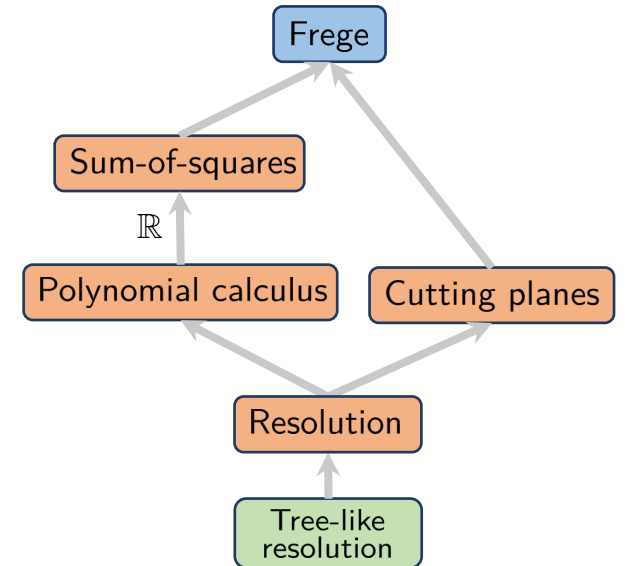 Frege
Sum-of-squares
ℝ
Polynomial calculus
Cutting planes
Resolution
Tree-like
resolution